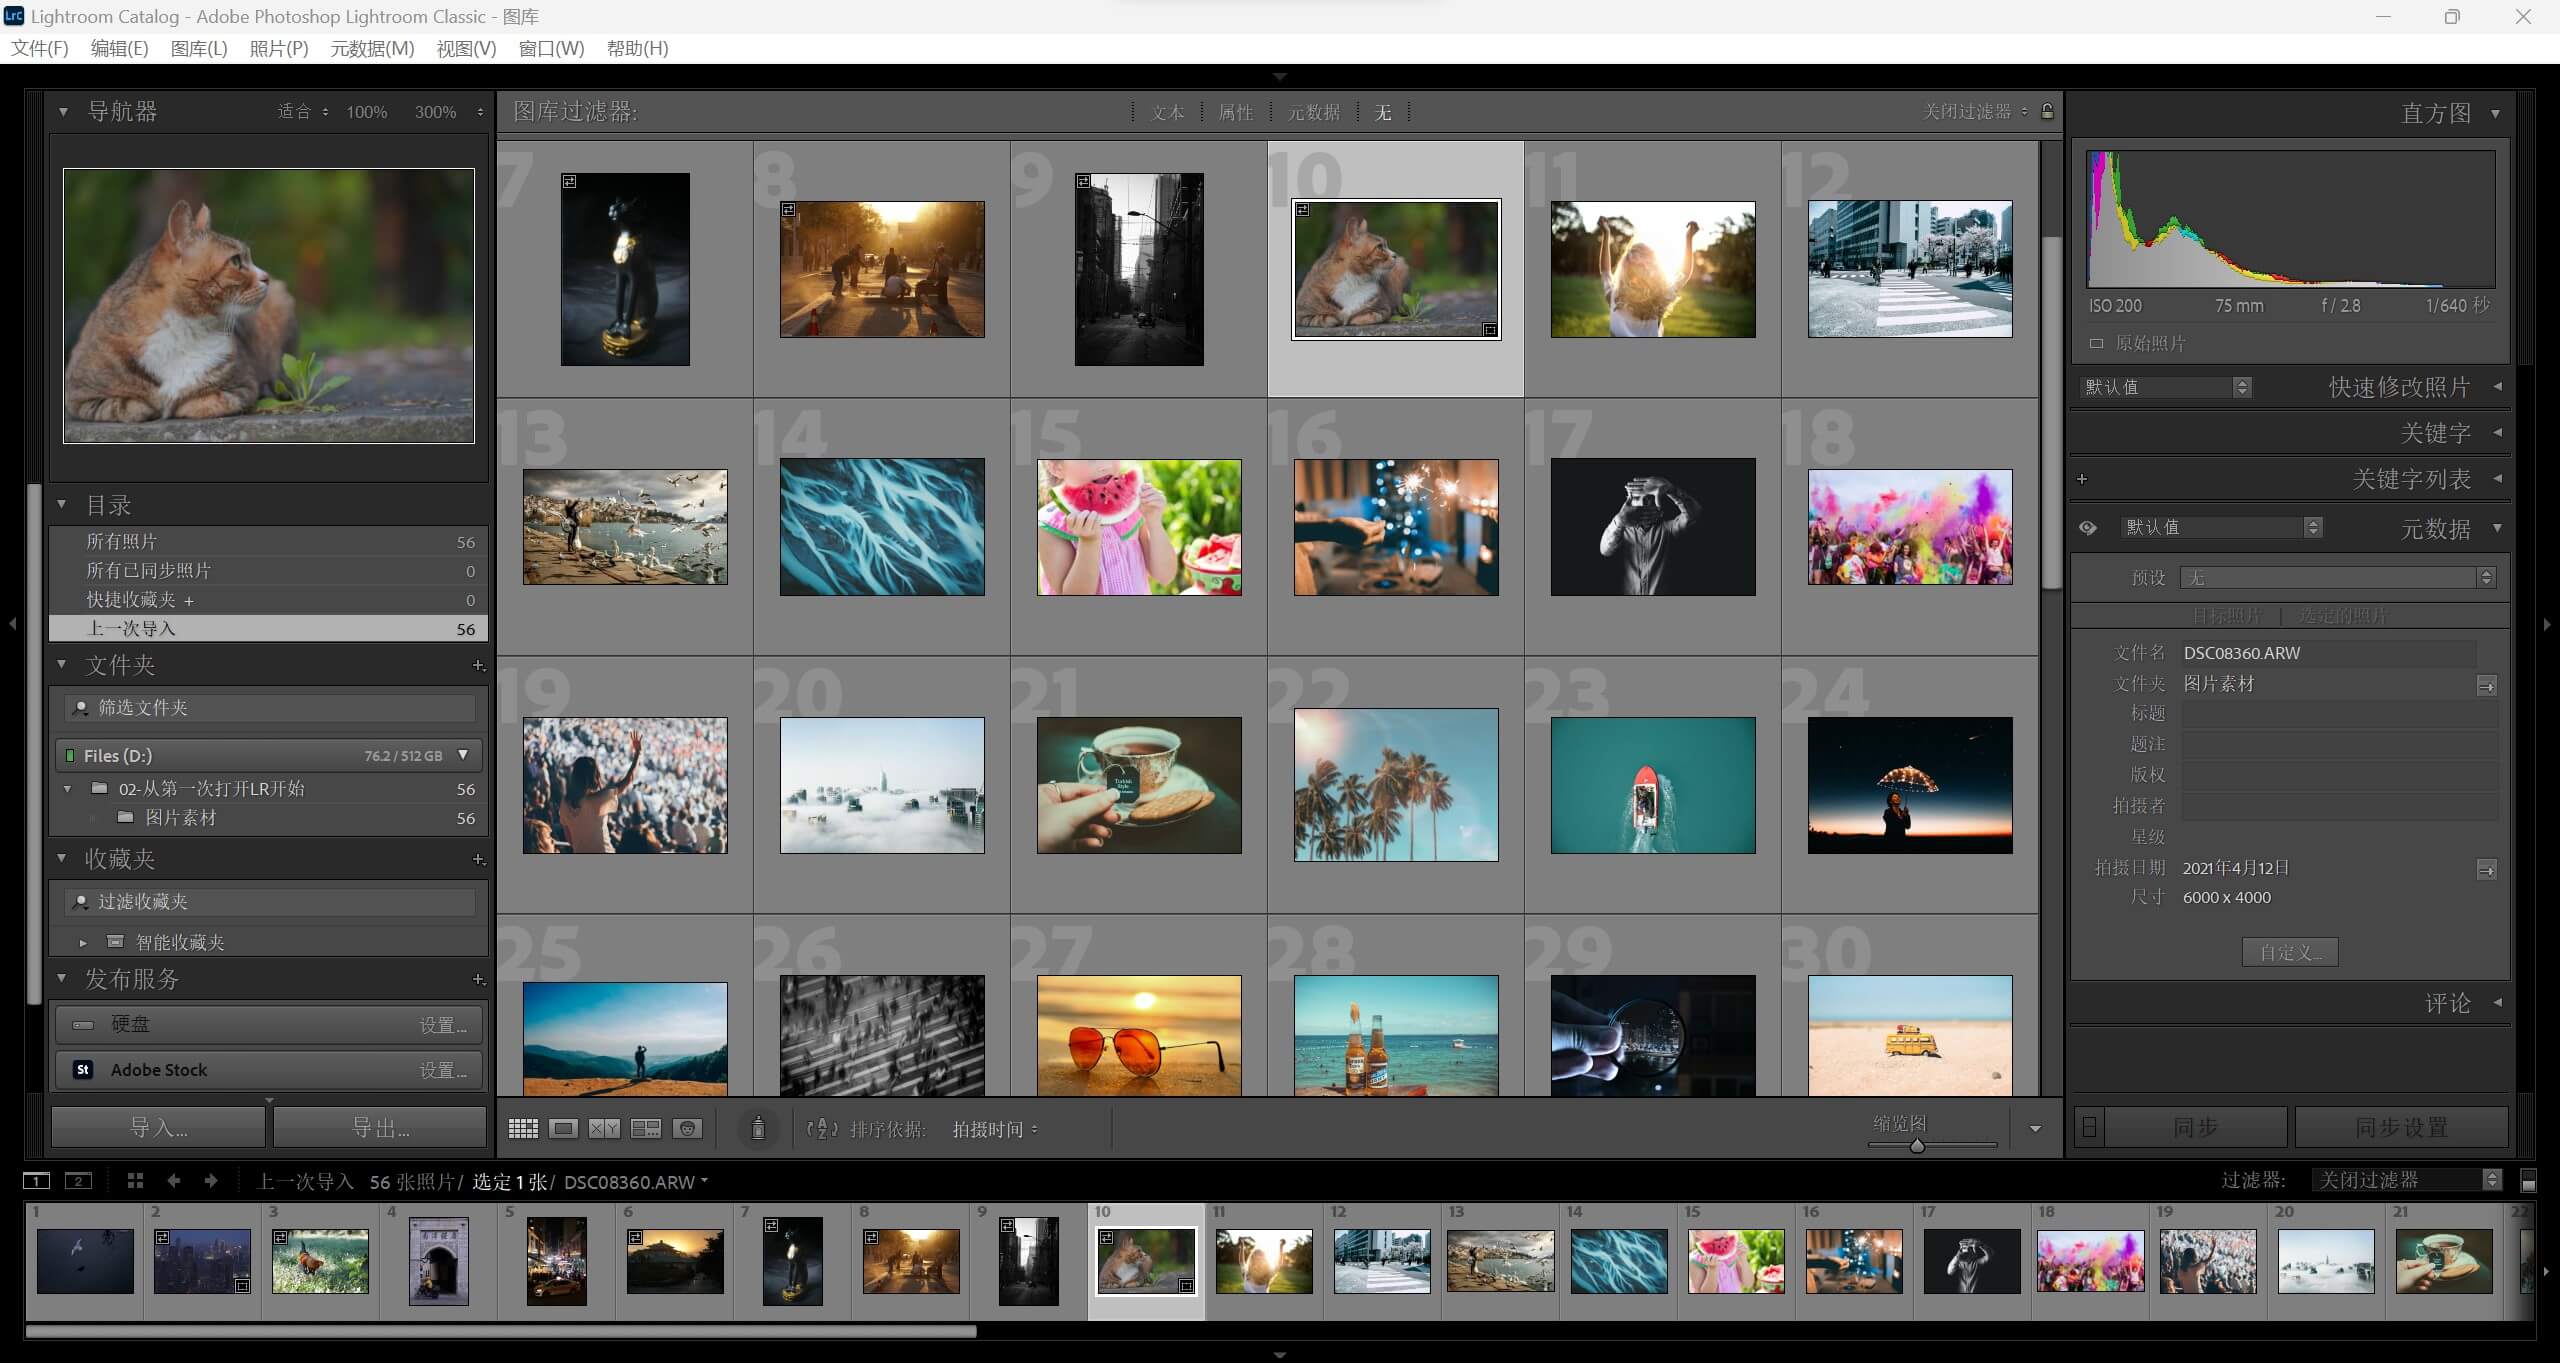 LrC Lightroom Catalog - Adobe Photoshop Lightroom Classic - 图库
文件(F) 编辑(E) 图库(L) 照片(P) 元数据(M) 视图(V) 窗口(W) 帮助(H)
导航器 适合 100% 300%
图库过滤器: 文本 属性 元数据 无 关闭过滤器
直方图
7 8 9 10 11 12
ISO 200 75 mm f / 2.8 1/640 秒
原始照片
默认值 快速修改照片
关键字
关键字列表
默认值 元数据
预设 无
目标照片 选定的照片
文件名 DSC08360.ARW
文件夹 图片素材
标题
题注
版权
拍摄者
星级
拍摄日期 2021年4月12日
尺寸 6000 x 4000
自定义...
评论
目录
所有照片 56
所有已同步照片 0
快捷收藏夹 + 0
上一次导入 56
文件夹
筛选文件夹
Files (D:) 76.2 / 512 GB
02-从第一次打开LR开始 56
图片素材 56
收藏夹
过滤收藏夹
智能收藏夹
发布服务
硬盘 设置...
St Adobe Stock 设置...
导入... 导出...
13 14 15 16 17 18
19 20 21 22 23 24
25 26 27 28 29 30
XY 排序依据: 拍摄时间 缩览图
同步 同步设置
1 2 上一次导入 56 张照片/ 选定 1 张/ DSC08360.ARW 过滤器: 关闭过滤器
1 2 3 4 5 6 7 8 9 10 11 12 13 14 15 16 17 18 19 20 21 22